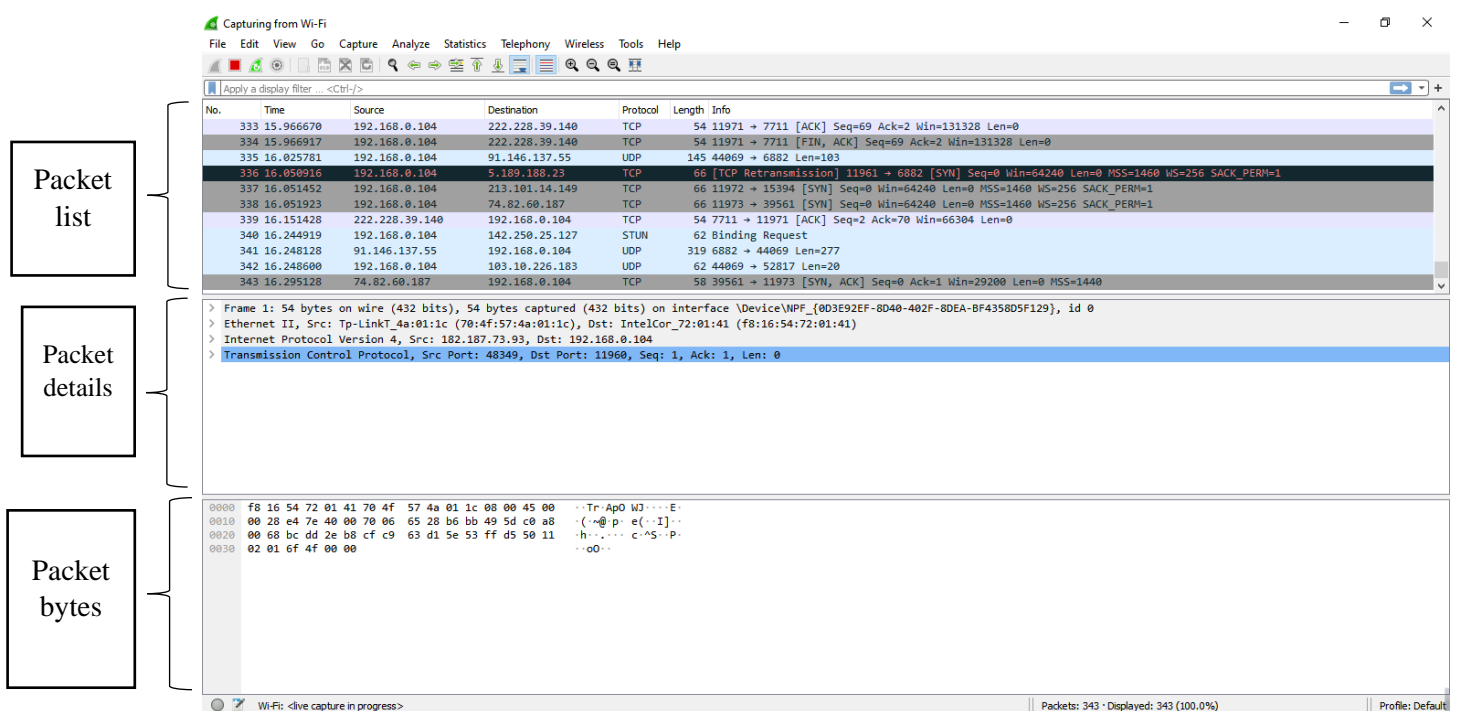 Capturing from Wi-Fi
File Edit View Go Capture Analyze Statistics Telephony Wireless Tools Help
Apply a display filter ... <Ctrl-/>
+
No. Time Source Destination Protocol Length Info
333 15.966670 192.168.0.104 222.228.39.140 TCP 54 11971 → 7711 [ACK] Seq=69 Ack=2 Win=131328 Len=0
334 15.966917 192.168.0.104 222.228.39.140 TCP 54 11971 → 7711 [FIN, ACK] Seq=69 Ack=2 Win=131328 Len=0
335 16.025781 192.168.0.104 91.146.137.55 UDP 145 44069 → 6882 Len=103
336 16.050916 192.168.0.104 5.189.188.23 TCP 66 [TCP Retransmission] 11961 → 6882 [SYN] Seq=0 Win=64240 Len=0 MSS=1460 WS=256 SACK_PERM=1
337 16.051452 192.168.0.104 213.101.14.149 TCP 66 11972 → 15394 [SYN] Seq=0 Win=64240 Len=0 MSS=1460 WS=256 SACK_PERM=1
338 16.051923 192.168.0.104 74.82.60.187 TCP 66 11973 → 39561 [SYN] Seq=0 Win=64240 Len=0 MSS=1460 WS=256 SACK_PERM=1
339 16.151428 222.228.39.140 192.168.0.104 TCP 54 7711 → 11971 [ACK] Seq=2 Ack=70 Win=66304 Len=0
340 16.244919 192.168.0.104 142.250.25.127 STUN 62 Binding Request
341 16.248128 91.146.137.55 192.168.0.104 UDP 319 6882 → 44069 Len=277
342 16.248600 192.168.0.104 103.10.226.183 UDP 62 44069 → 52817 Len=20
343 16.295128 74.82.60.187 192.168.0.104 TCP 58 39561 → 11973 [SYN, ACK] Seq=0 Ack=1 Win=29200 Len=0 MSS=1440
Packet
list
> Frame 1: 54 bytes on wire (432 bits), 54 bytes captured (432 bits) on interface \Device\NPF_{0D3E92EF-8D40-402F-8DEA-BF4358D5F129}, id 0
> Ethernet II, Src: Tp-LinkT_4a:01:1c (70:4f:57:4a:01:1c), Dst: IntelCor_72:01:41 (f8:16:54:72:01:41)
> Internet Protocol Version 4, Src: 182.187.73.93, Dst: 192.168.0.104
> Transmission Control Protocol, Src Port: 48349, Dst Port: 11960, Seq: 1, Ack: 1, Len: 0
Packet
details
0000 f8 16 54 72 01 41 70 4f 57 4a 01 1c 08 00 45 00 ··Tr·ApO WJ····E·
0010 00 28 e4 7e 40 00 70 06 65 28 b6 bb 49 5d c0 a8 ·(·~@·p· e(··I]··
0020 00 68 bc dd 2e b8 cf c9 63 d1 5e 53 ff d5 50 11 ·h··.··· c·^S··P·
0030 02 01 6f 4f 00 00 ··oO··
Packet
bytes
Wi-Fi: <live capture in progress> Packets: 343 · Displayed: 343 (100.0%) Profile: Default